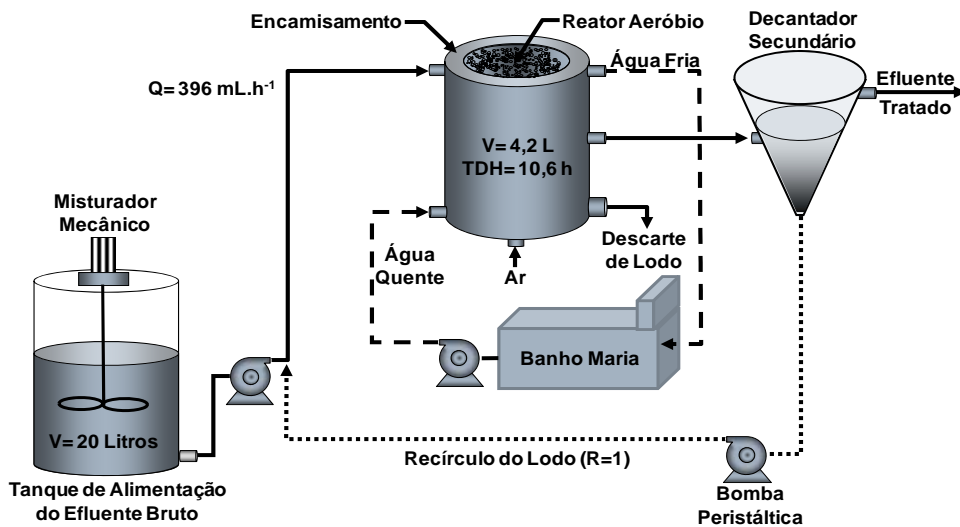 Encamisamento
Reator Aeróbio
Decantador
Secundário
Q= 396 mL.h-1
Água Fria
Efluente
Tratado
V= 4,2 L
TDH= 10,6 h
Misturador
Mecânico
Água
Quente
Ar
Descarte
de Lodo
Banho Maria
V= 20 Litros
Recírculo do Lodo (R=1)
Tanque de Alimentação
do Efluente Bruto
Bomba
Peristáltica